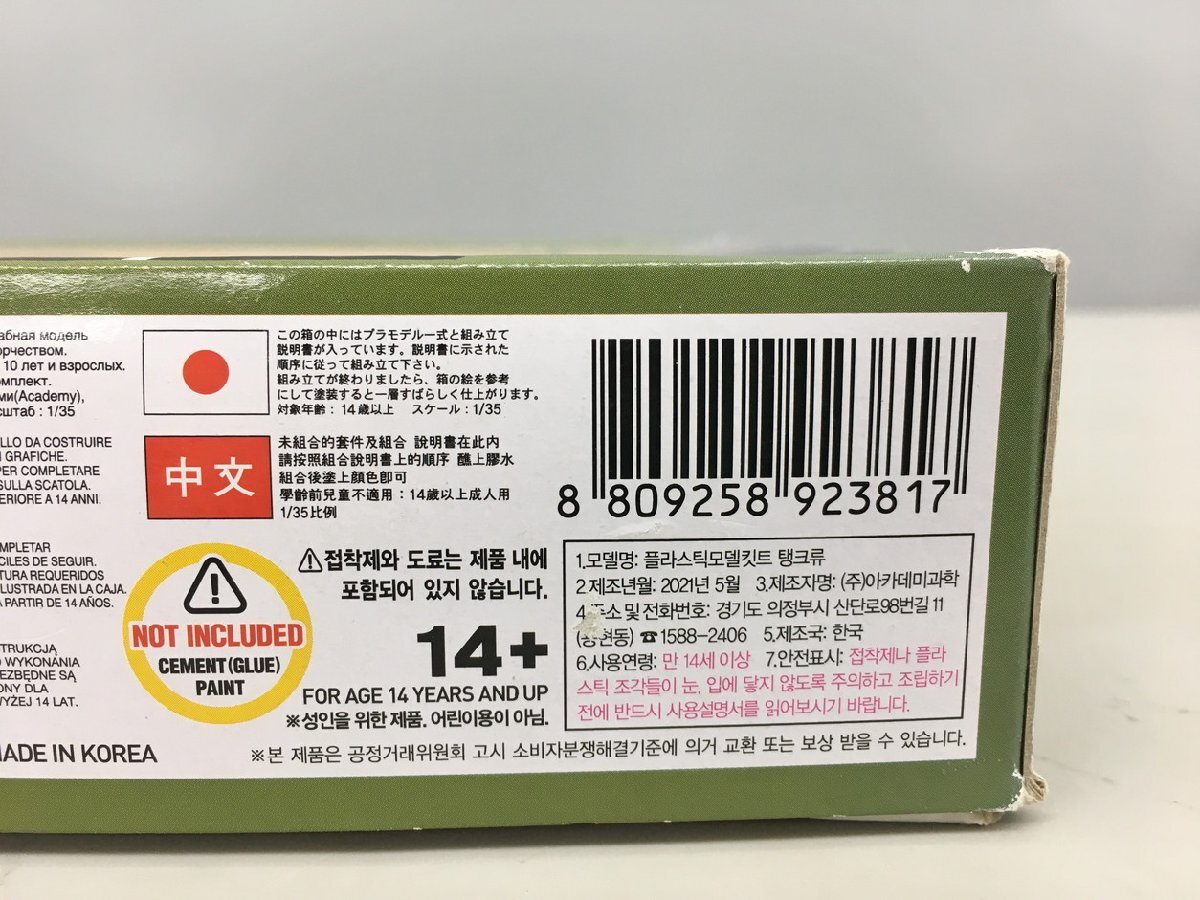 абная модель
орчеством.
10 лет и взрослых.
омплект.
ми(Academy),
сштаб : 1/35
LLO DA COSTRUIRE
I GRAFICHE.
PER COMPLETARE
SULLA SCATOLA.
ERIORE A 14 ANNI.
MPLETAR
CILES DE SEGUIR.
TURA REQUERIDOS
ILUSTRADA EN LA CAJA.
A PARTIR DE 14 AÑOS.
STRUKCJĄ
O WYKONANIA
IEZBĘDNE SĄ
ONY DLA
WYŻEJ 14 LAT.
MADE IN KOREA
この箱の中にはプラモデル一式と組み立て
説明書が入っています。説明書に示された
順序に従って組み立て下さい。
組み立てが終わりましたら、箱の絵を参考
にして塗装すると一層すばらしく仕上がります。
対象年齢：14歳以上 スケール：1/35
中文
未組合的套件及組合 說明書在此內
請按照組合說明書上的順序 醮上膠水
組合後塗上顔色卽可
學齡前兒童不適用：14歲以上成人用
1/35比例
NOT INCLUDED
CEMENT(GLUE)
PAINT
⚠접착제와 도료는 제품 내에
포함되어 있지 않습니다.
14+
FOR AGE 14 YEARS AND UP
※성인을 위한 제품. 어린이용이 아님.
8 809258 923817
1.모델명: 플라스틱모델킷트 탱크류
2.제조년월: 2021년 5월 3.제조자명: (주)아카데미과학
4.주소 및 전화번호: 경기도 의정부시 산단로98번길 11
(용현동) ☎1588-2406 5.제조국: 한국
6.사용연령: 만 14세 이상 7.안전표시: 접착제나 플라
스틱 조각들이 눈, 입에 닿지 않도록 주의하고 조립하기
전에 반드시 사용설명서를 읽어보시기 바랍니다.
※본 제품은 공정거래위원회 고시 소비자분쟁해결기준에 의거 교환 또는 보상 받을 수 있습니다.